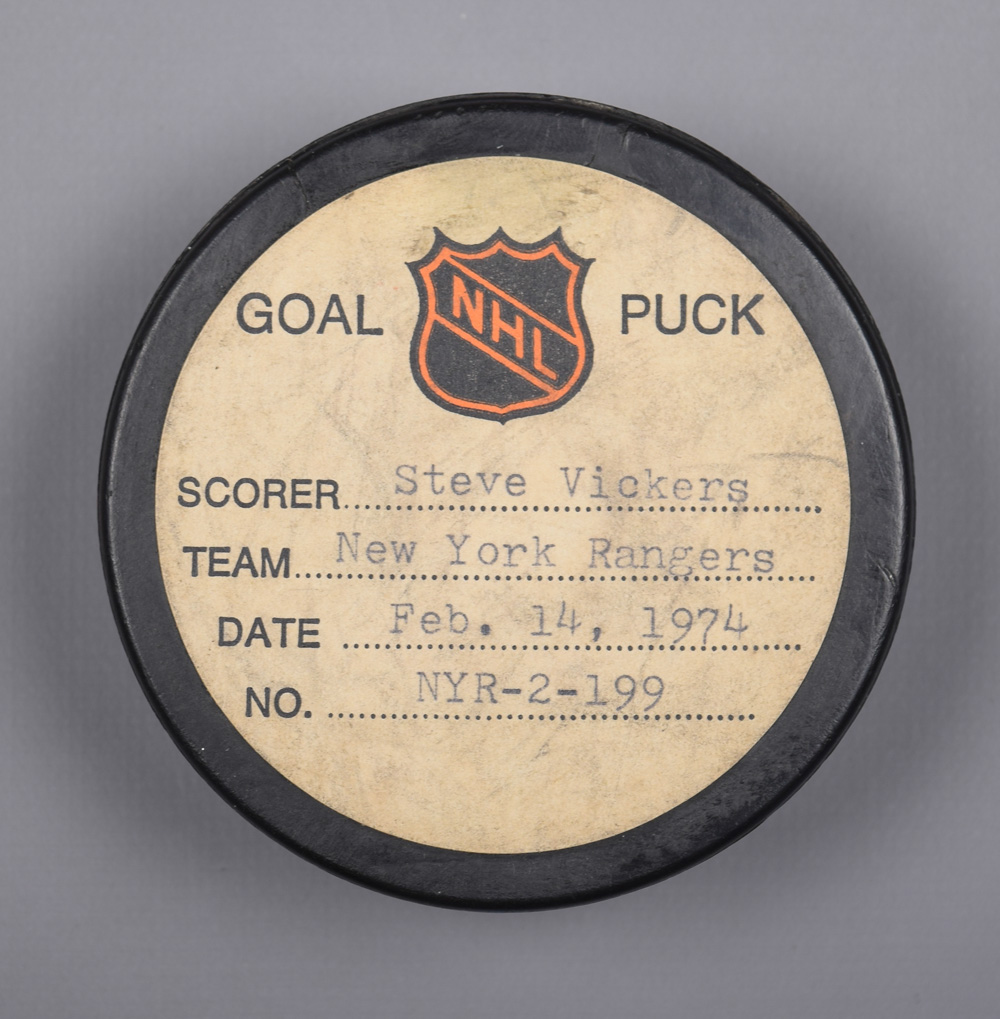 GOAL NHL PUCK
SCORER Steve Vickers
TEAM New York Rangers
DATE Feb. 14, 1974
NO. NYR-2-199